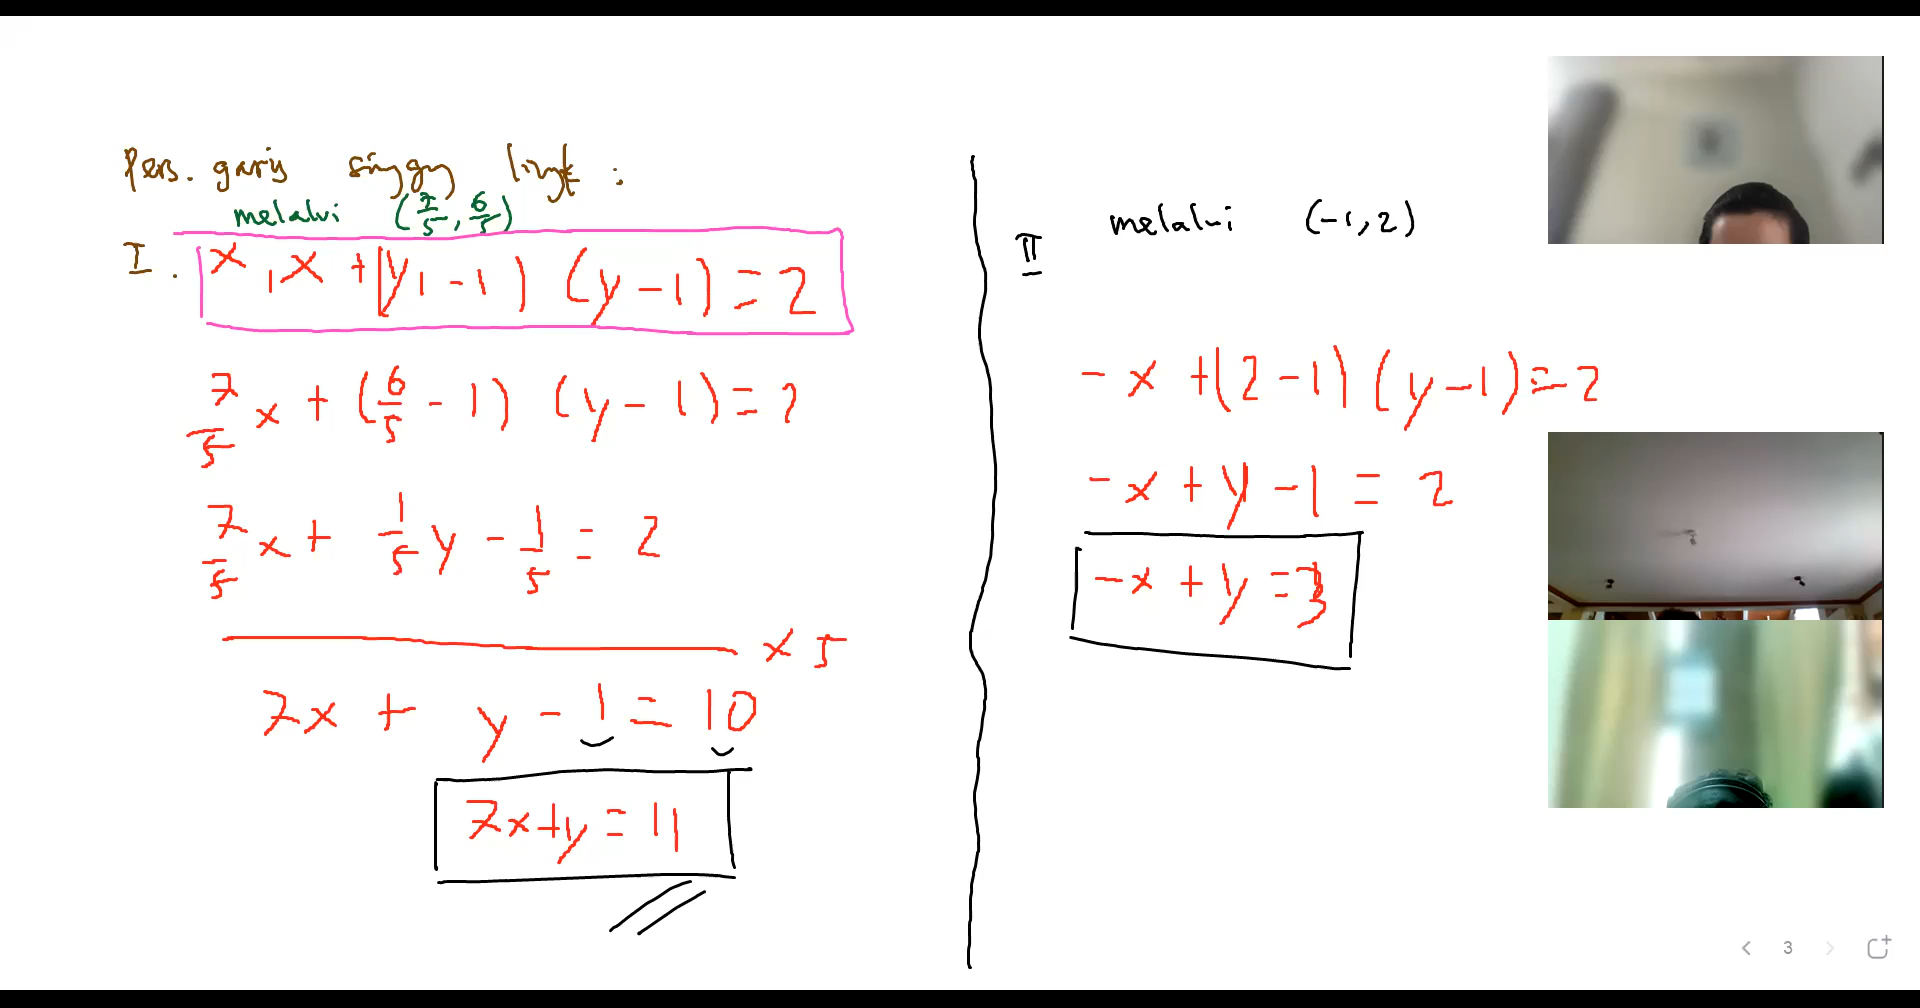 Pers. garis singgu lingk :
melalui (7/5, 6/5)
I. x₁x + (y₁ - 1) (y - 1) = 2
7/5 x + (6/5 - 1) (y - 1) = 2
7/5 x + 1/5 y - 1/5 = 2
× 5
7x + y - 1 = 10
7x + y = 11
II melalui (-1, 2)
-x + (2 - 1) (y - 1) = 2
-x + y - 1 = 2
-x + y = 3
< 3 >